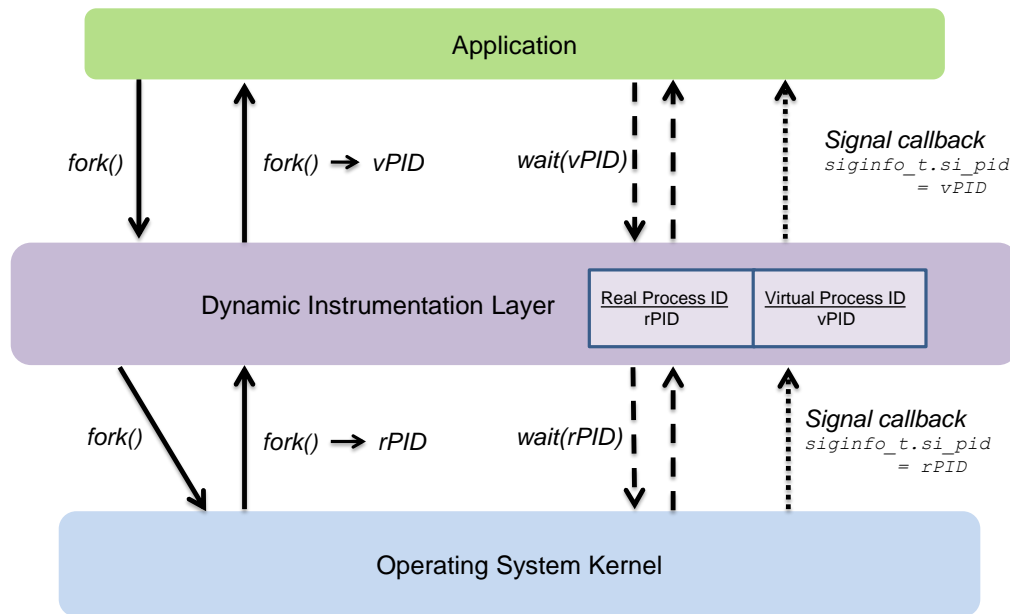 Application
fork()
fork() → vPID
wait(vPID)
Signal callback
siginfo_t.si_pid
= vPID
Dynamic Instrumentation Layer
Real Process ID
rPID
Virtual Process ID
vPID
fork()
fork() → rPID
wait(rPID)
Signal callback
siginfo_t.si_pid
= rPID
Operating System Kernel